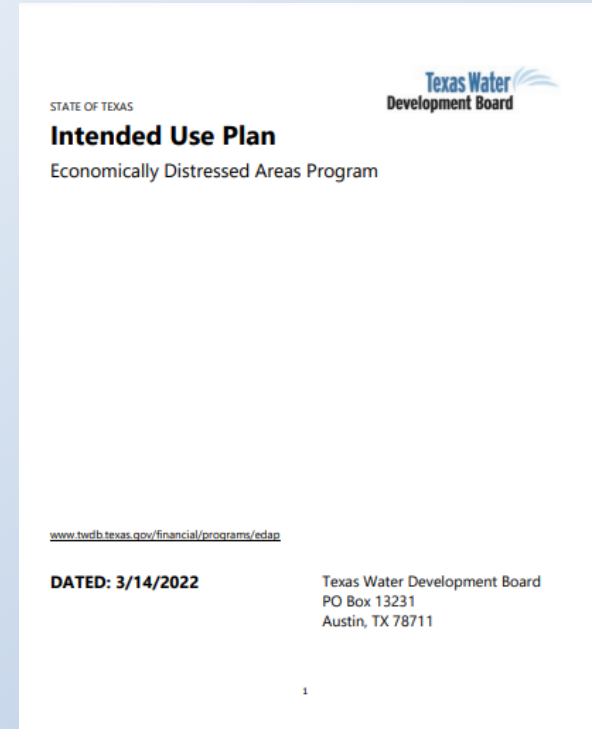 Texas Water
Development Board
STATE OF TEXAS
Intended Use Plan
Economically Distressed Areas Program
www.twdb.texas.gov/financial/programs/edap
DATED: 3/14/2022
Texas Water Development Board
PO Box 13231
Austin, TX 78711
1